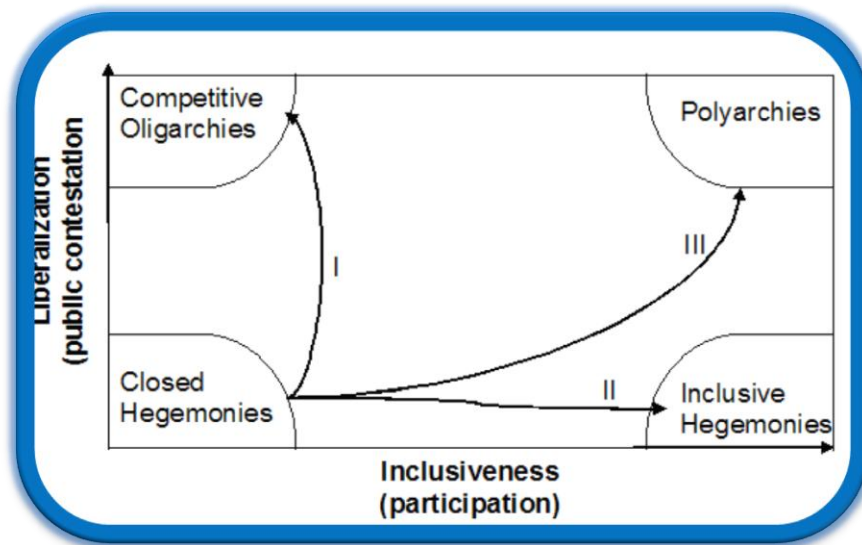 Competitive
Oligarchies
Polyarchies
Liberalization
(public contestation)
I
III
II
Closed
Hegemonies
Inclusive
Hegemonies
Inclusiveness
(participation)